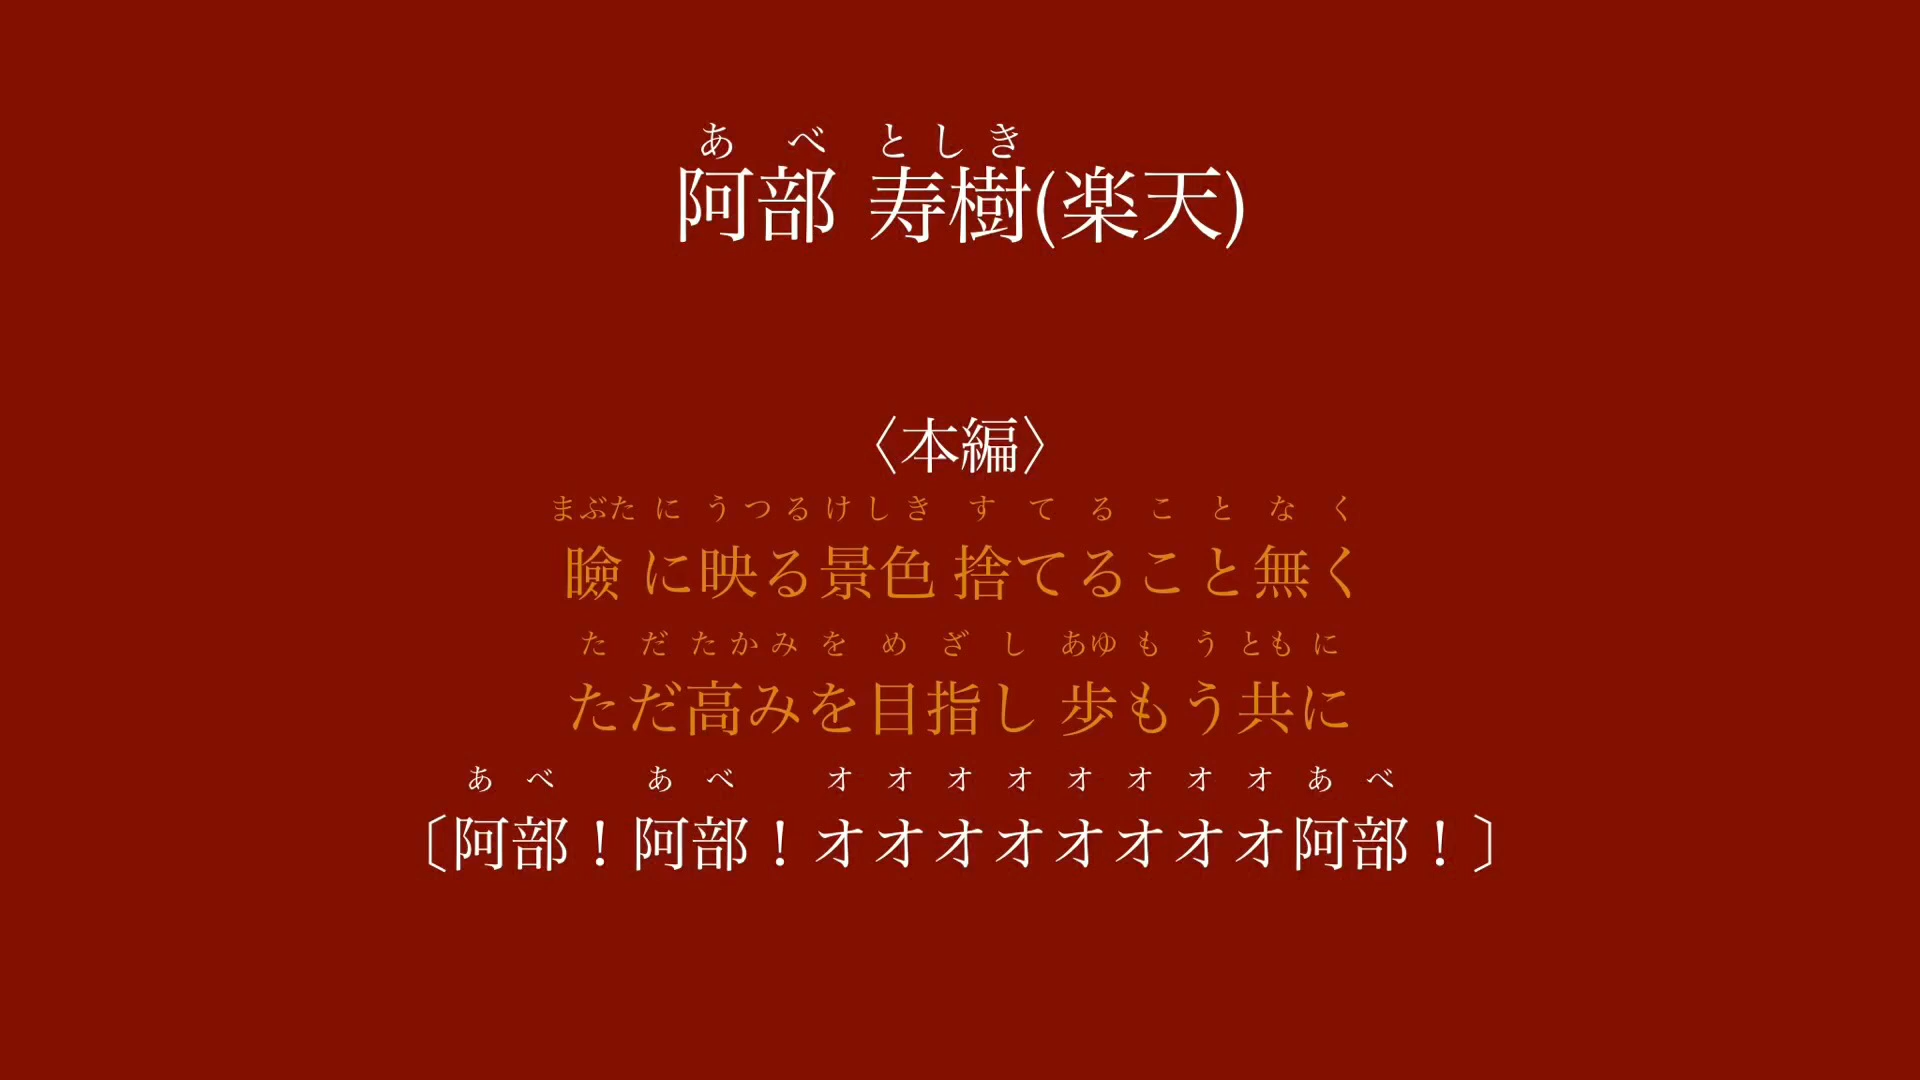 あべ としき
阿部 寿樹(楽天)
〈本編〉
まぶたにうつるけしきすてることなく
瞼に映る景色 捨てること無く
ただたかみをめざしあゆもうともに
ただ高みを目指し 歩もう共に
あべ あべ オオオオオオオオあべ
〔阿部！阿部！オオオオオオオオ阿部！〕